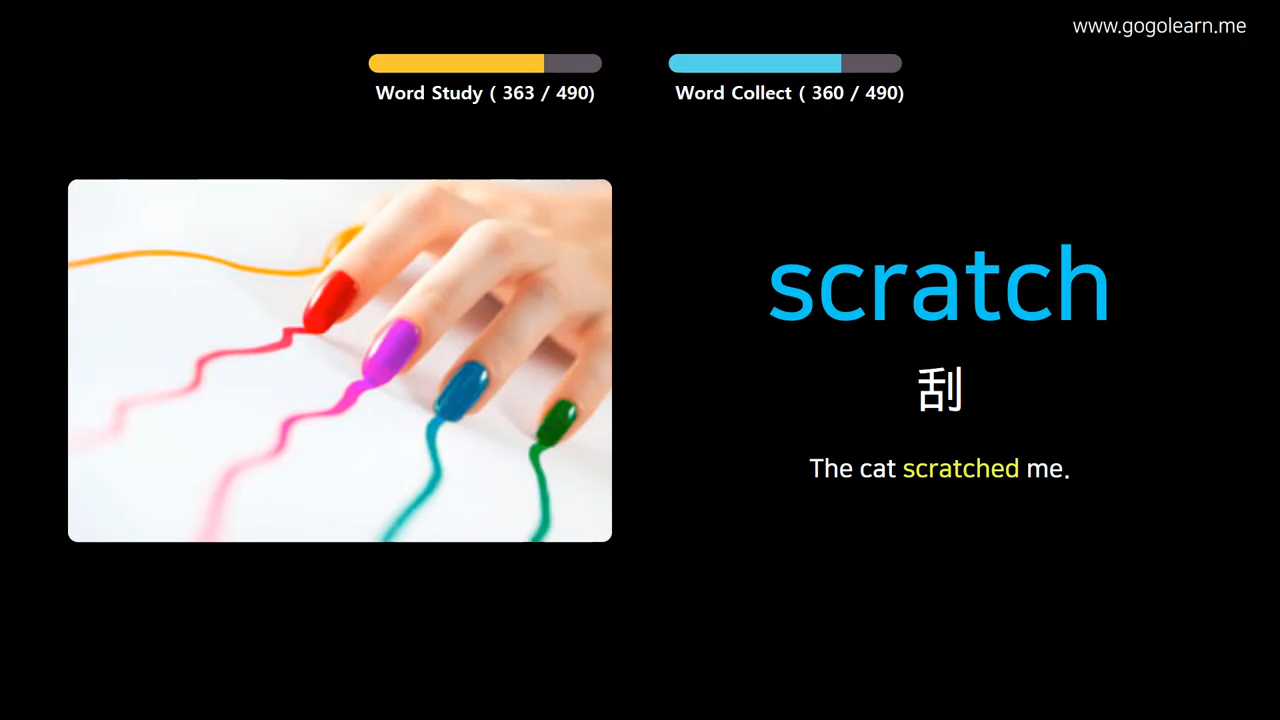 www.gogolearn.me
Word Study ( 363 / 490)
Word Collect ( 360 / 490)
scratch
刮
The cat scratched me.